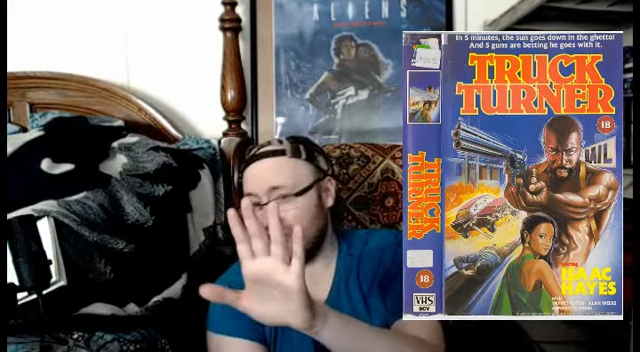 ALIENS
In 5 minutes, the sun goes down in the ghetto!
And 5 guns are betting he goes with it.
TRUCK
TURNER
18
TRUCK
TURNER
18
VHS
ISAAC
HAYES